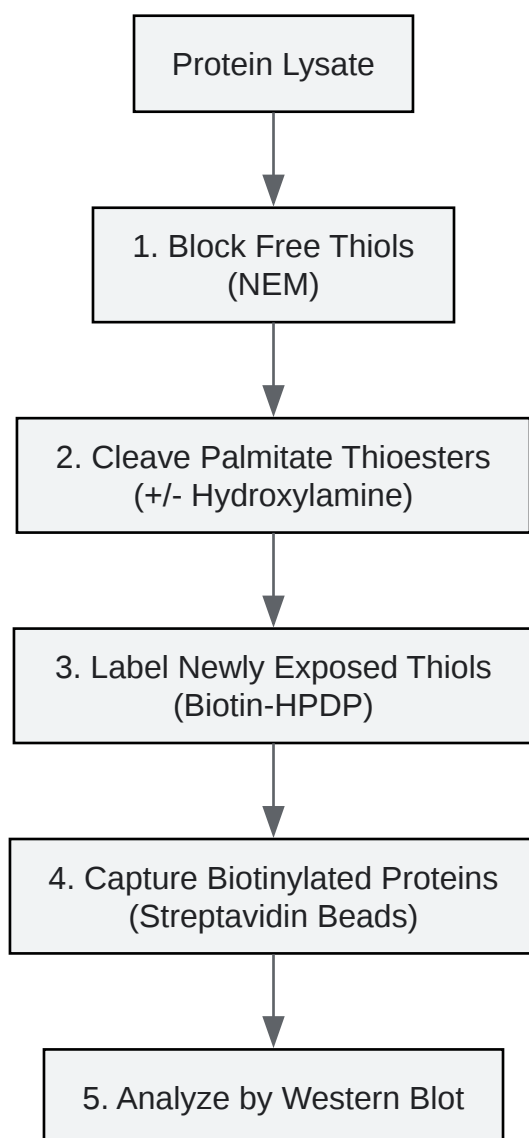 Protein Lysate
1. Block Free Thiols
(NEM)
2. Cleave Palmitate Thioesters
(+/- Hydroxylamine)
3. Label Newly Exposed Thiols
(Biotin-HPDP)
4. Capture Biotinylated Proteins
(Streptavidin Beads)
5. Analyze by Western Blot